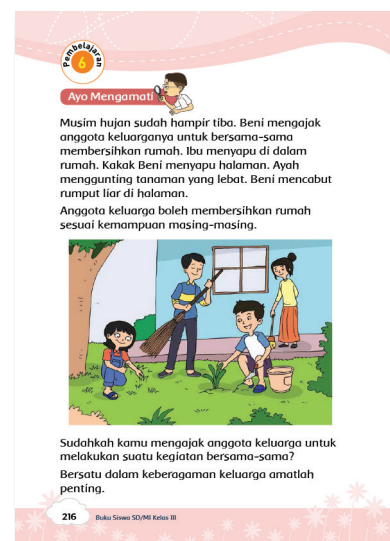 Pembelajaran
6
Ayo Mengamati
Musim hujan sudah hampir tiba. Beni mengajak
anggota keluarganya untuk bersama-sama
membersihkan rumah. Ibu menyapu di dalam
rumah. Kakak Beni menyapu halaman. Ayah
menggunting tanaman yang lebat. Beni mencabut
rumput liar di halaman.
Anggota keluarga boleh membersihkan rumah
sesuai kemampuan masing-masing.
Sudahkah kamu mengajak anggota keluarga untuk
melakukan suatu kegiatan bersama-sama?
Bersatu dalam keberagaman keluarga amatlah
penting.
216
Buku Siswa SD/MI Kelas III